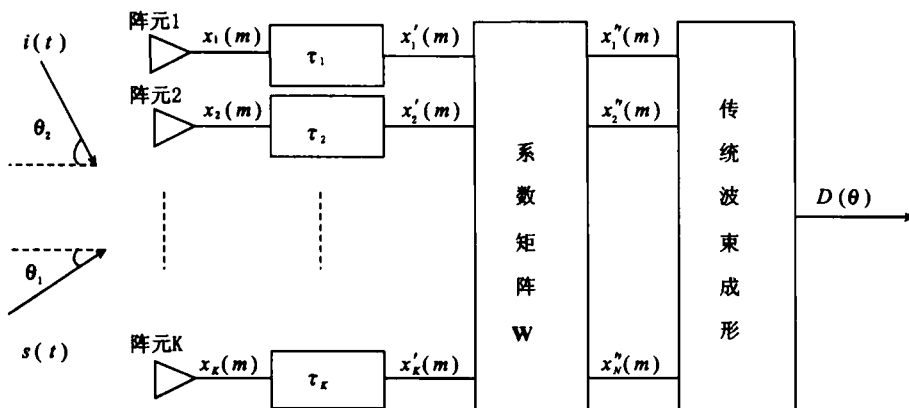 阵元1
i(t)
x₁(m)
τ₁
x₁′(m)
x₁″(m)
阵元2
θ₂
x₂(m)
τ₂
x₂′(m)
x₂″(m)
系数矩阵W
传统波束成形
D(θ)
θ₁
s(t)
阵元K
x_K(m)
τ_K
x_K′(m)
x_N″(m)